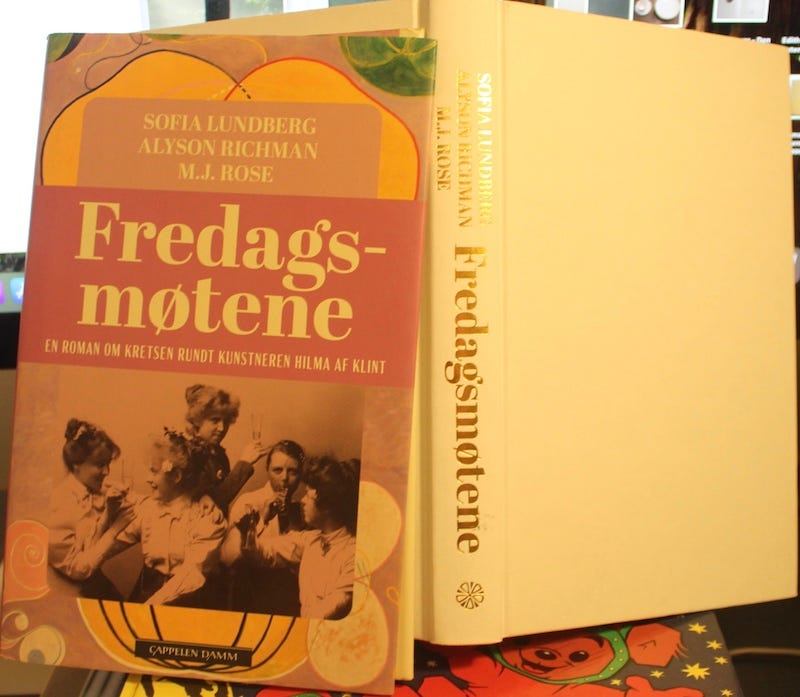 SOFIA LUNDBERG
ALYSON RICHMAN
M.J. ROSE
Fredags-
møtene
EN ROMAN OM KRETSEN RUNDT KUNSTNEREN HILMA AF KLINT
CAPPELEN DAMM
SOFIA LUNDBERG
ALYSON RICHMAN
M.J. ROSE
Fredagsmøtene